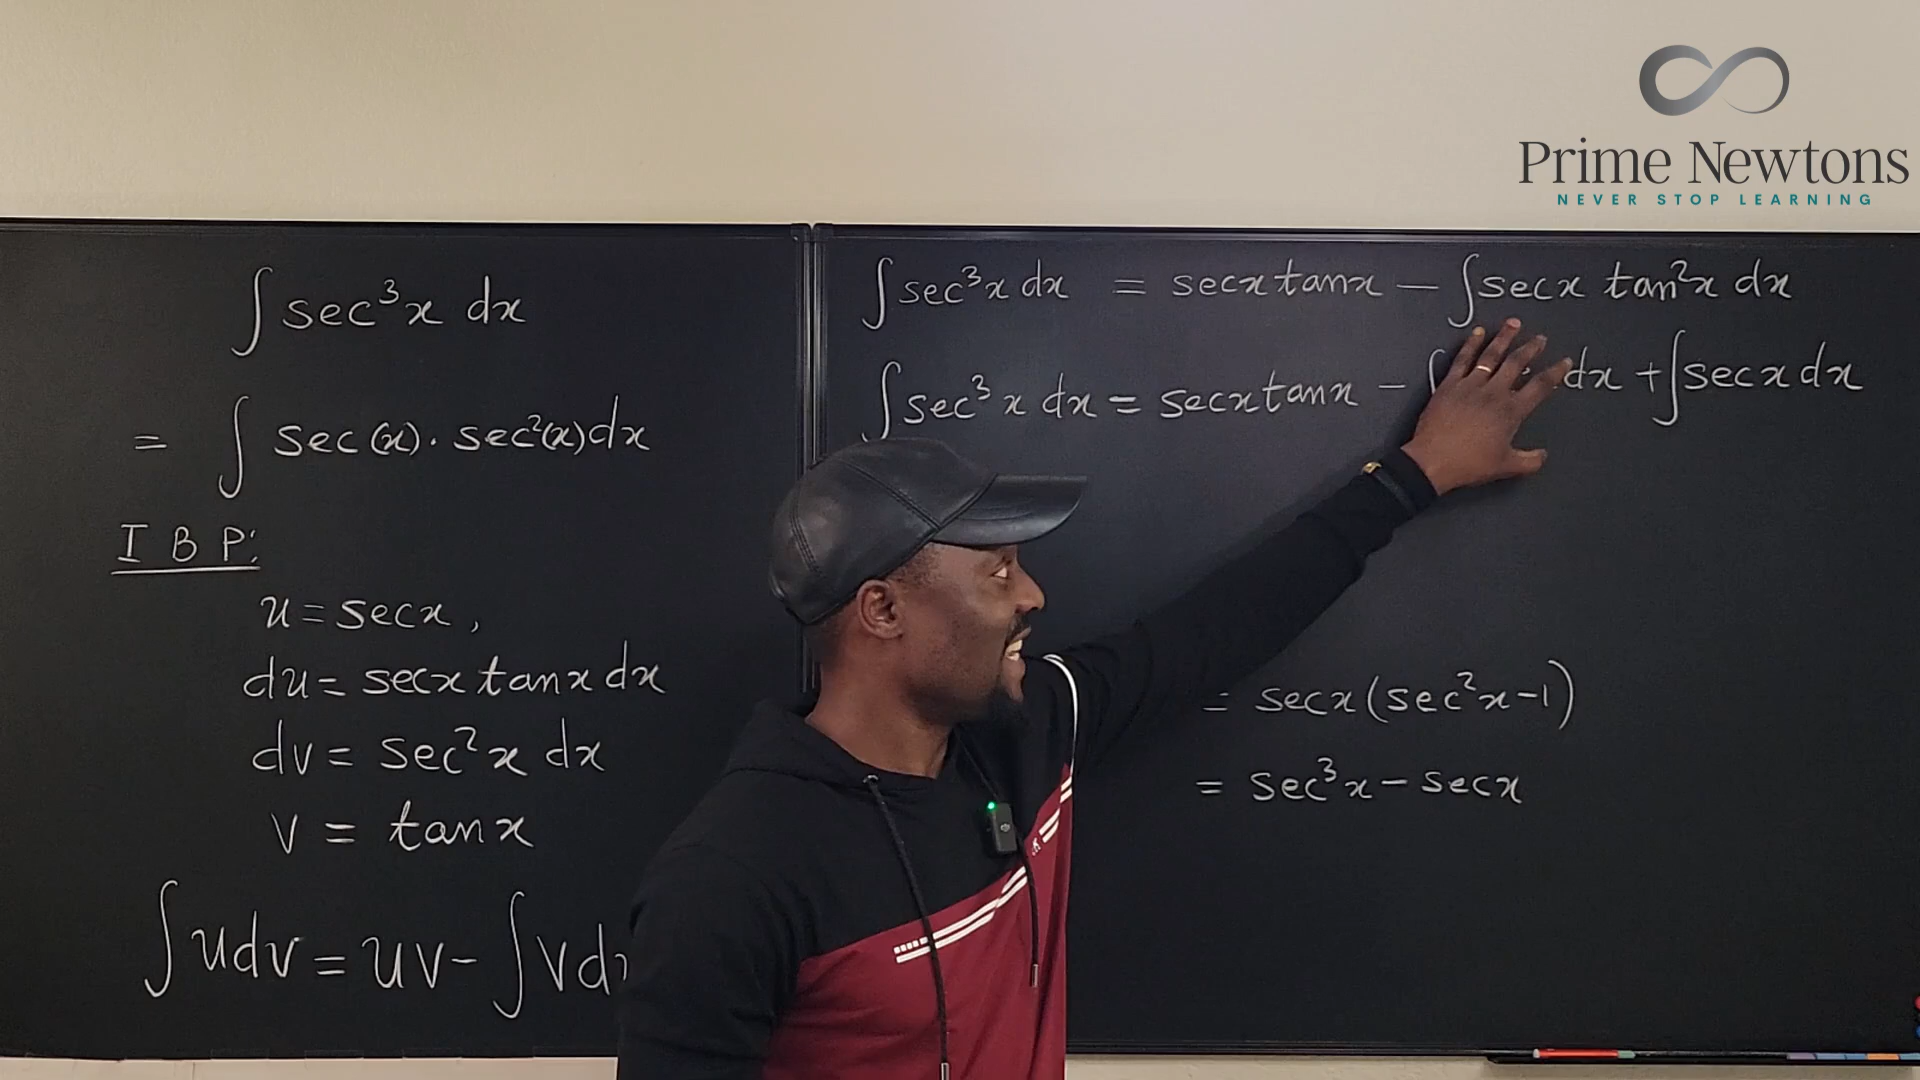 Prime Newtons
NEVER STOP LEARNING
∫ sec³x dx
= ∫ sec(x) · sec²(x)dx
I B P:
u = secx ,
du = secx tanx dx
dv = sec²x dx
v = tanx
∫ udv = uv - ∫ vdu
∫ sec³x dx = secx tanx − ∫ secx tan²x dx
∫ sec³x dx = secx tanx − ∫ dx + ∫ secx dx
= secx (sec²x − 1)
= sec³x − secx